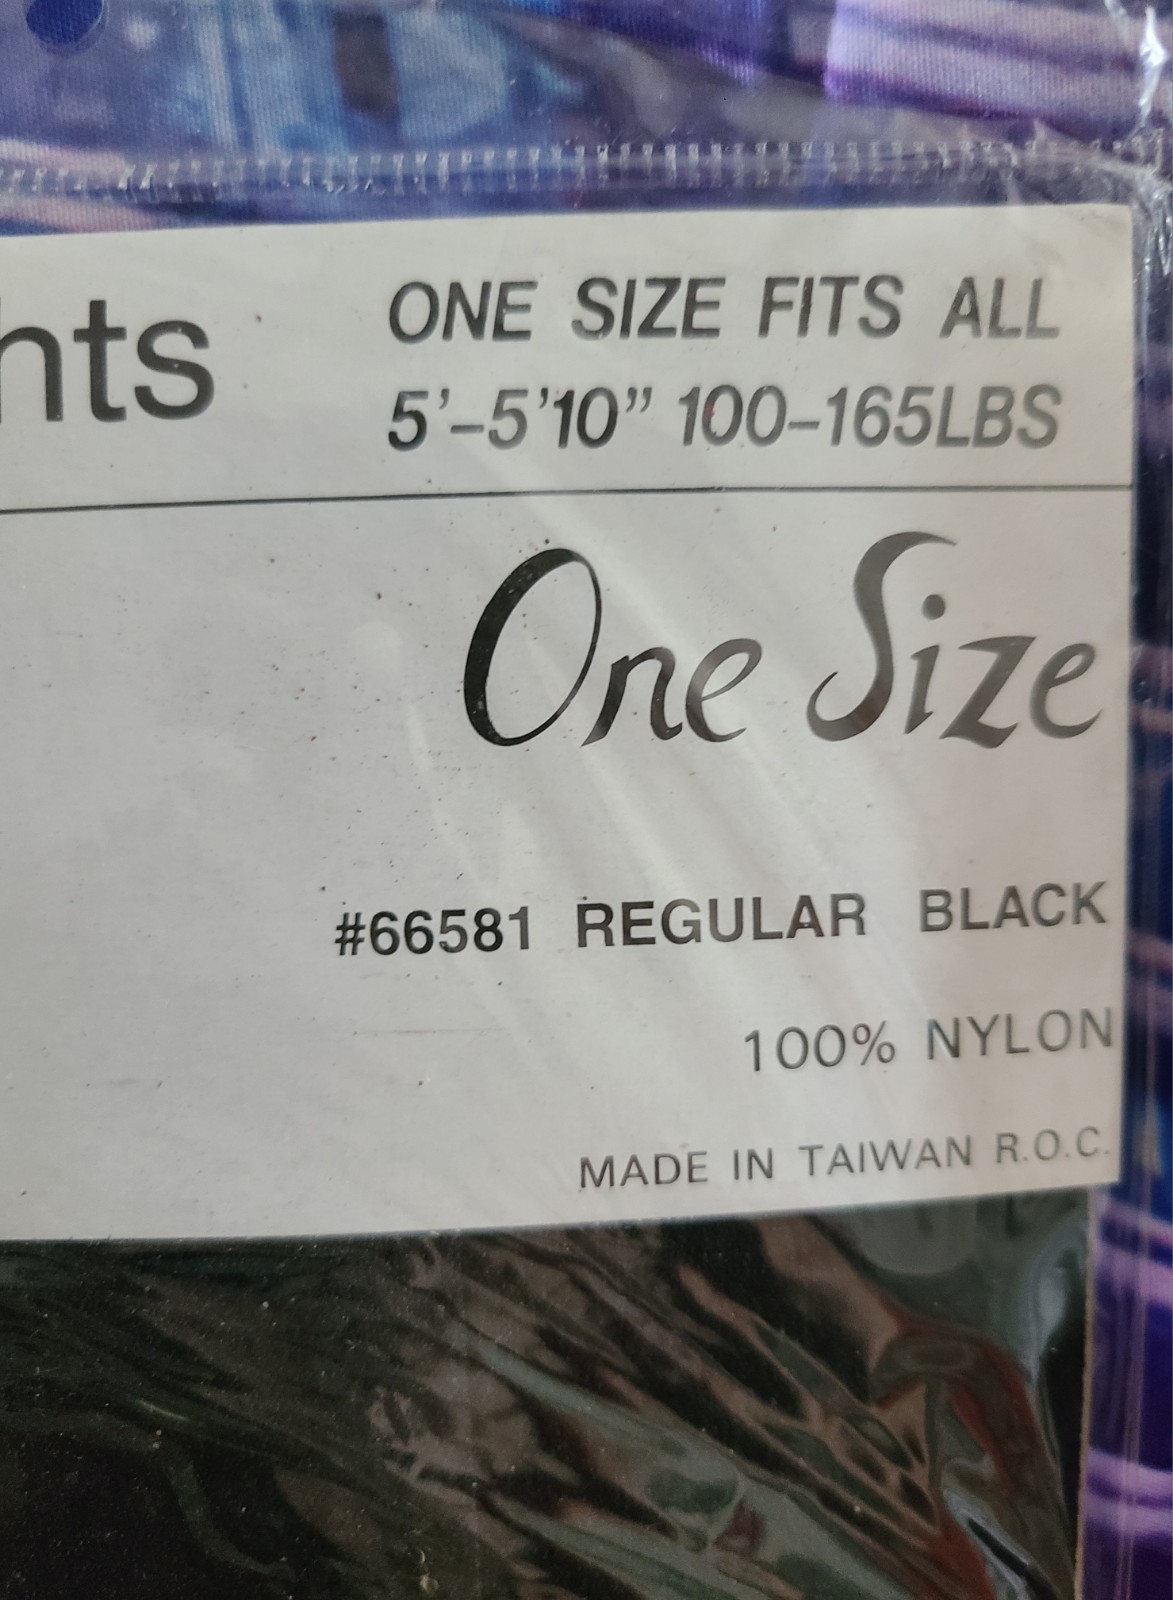 hts
ONE SIZE FITS ALL
5'–5'10" 100–165LBS
One Size
#66581 REGULAR BLACK
100% NYLON
MADE IN TAIWAN R.O.C.